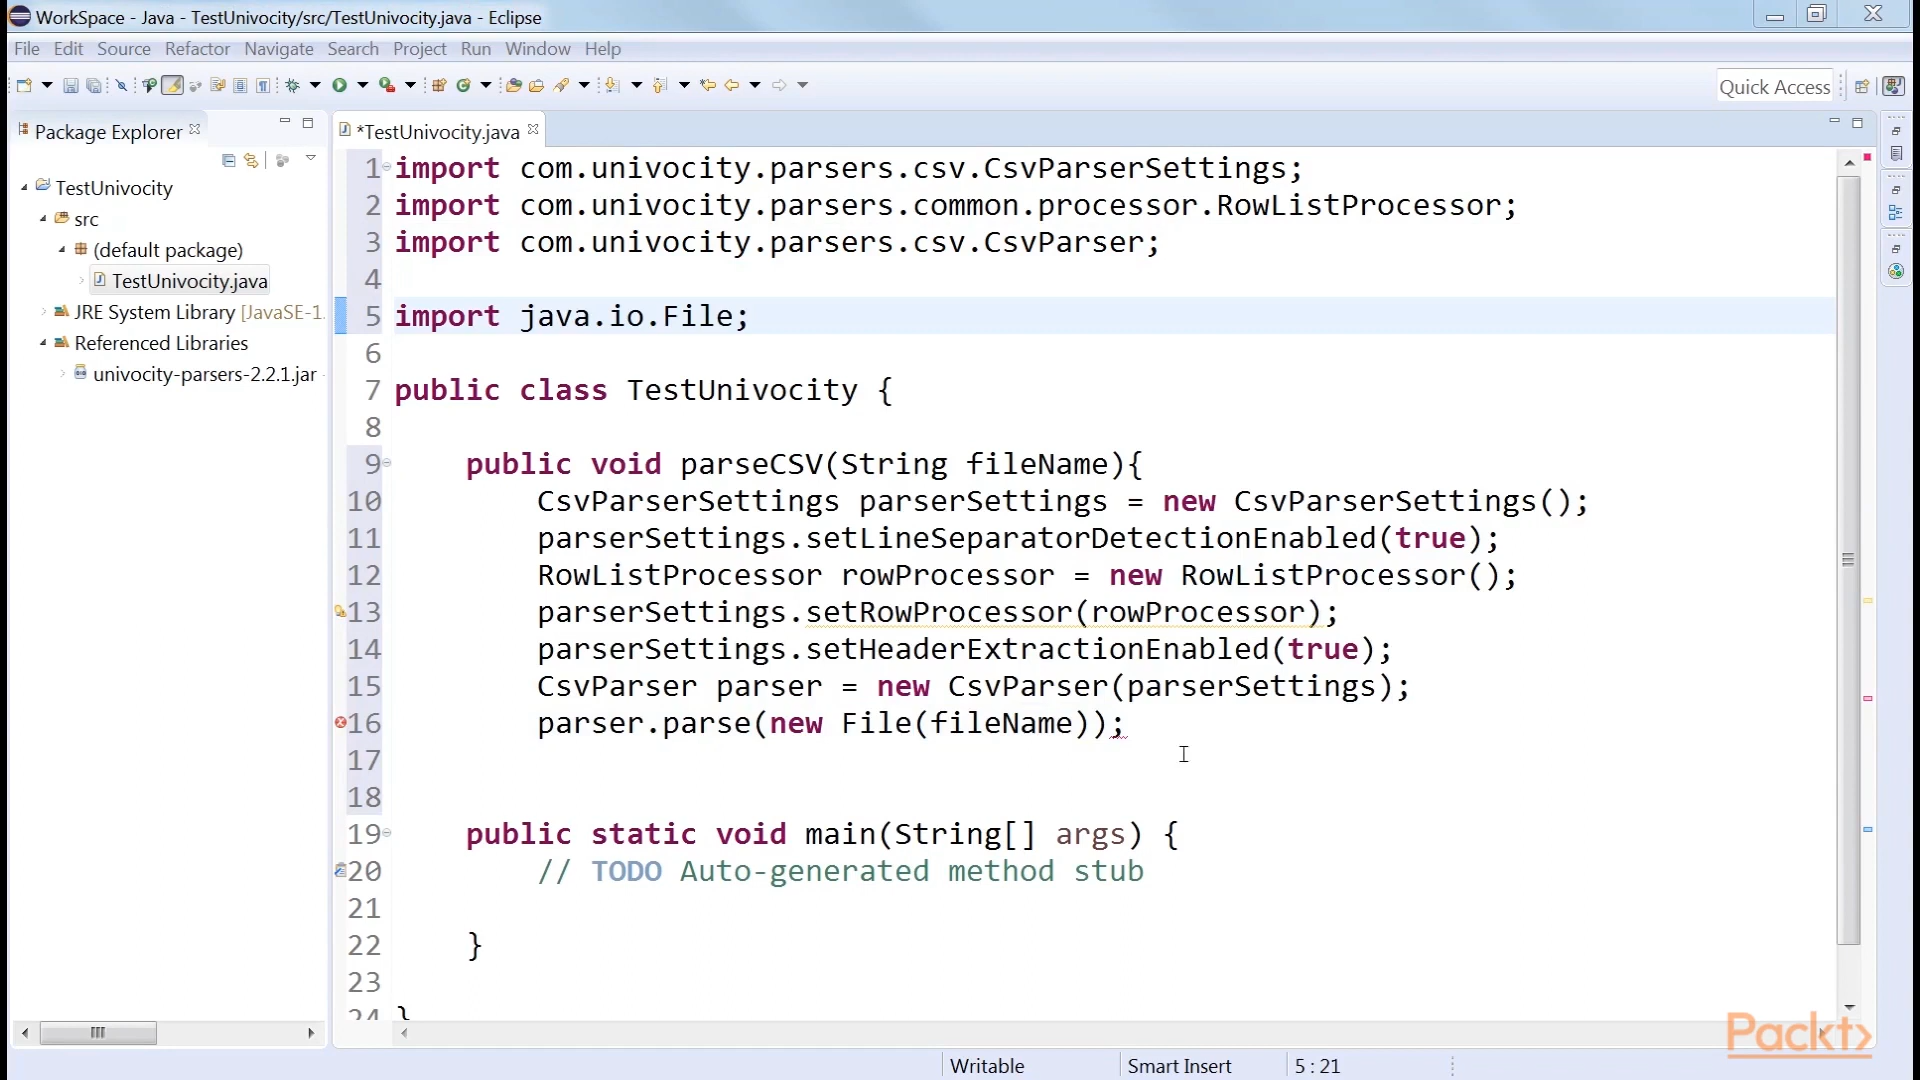 WorkSpace - Java - TestUnivocity/src/TestUnivocity.java - Eclipse
File Edit Source Refactor Navigate Search Project Run Window Help
Quick Access
Package Explorer
*TestUnivocity.java
TestUnivocity
src
(default package)
TestUnivocity.java
JRE System Library [JavaSE-1.
Referenced Libraries
univocity-parsers-2.2.1.jar
1 import com.univocity.parsers.csv.CsvParserSettings;
2 import com.univocity.parsers.common.processor.RowListProcessor;
3 import com.univocity.parsers.csv.CsvParser;
4
5 import java.io.File;
6
7 public class TestUnivocity {
8
9 public void parseCSV(String fileName){
10 CsvParserSettings parserSettings = new CsvParserSettings();
11 parserSettings.setLineSeparatorDetectionEnabled(true);
12 RowListProcessor rowProcessor = new RowListProcessor();
13 parserSettings.setRowProcessor(rowProcessor);
14 parserSettings.setHeaderExtractionEnabled(true);
15 CsvParser parser = new CsvParser(parserSettings);
16 parser.parse(new File(fileName));
17
18
19 public static void main(String[] args) {
20 // TODO Auto-generated method stub
21
22 }
23
24 }
Packt
Writable Smart Insert 5 : 21